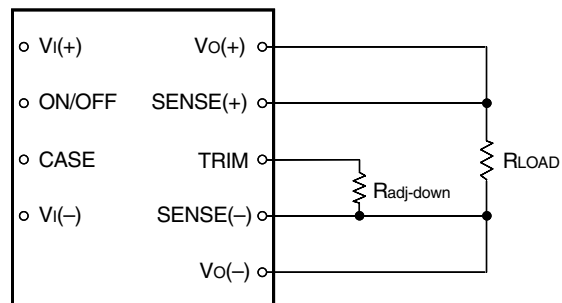 VI(+) VO(+)
ON/OFF SENSE(+)
CASE TRIM RLOAD
Radj-down
VI(–) SENSE(–)
VO(–)